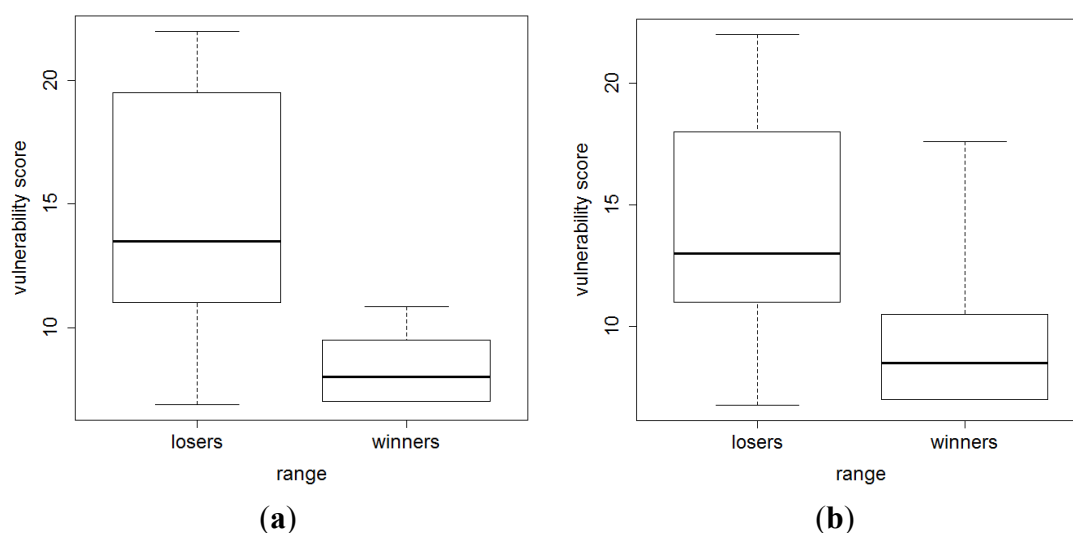 vulnerability score
20
15
10
losers winners
range
(a)
vulnerability score
20
15
10
losers winners
range
(b)